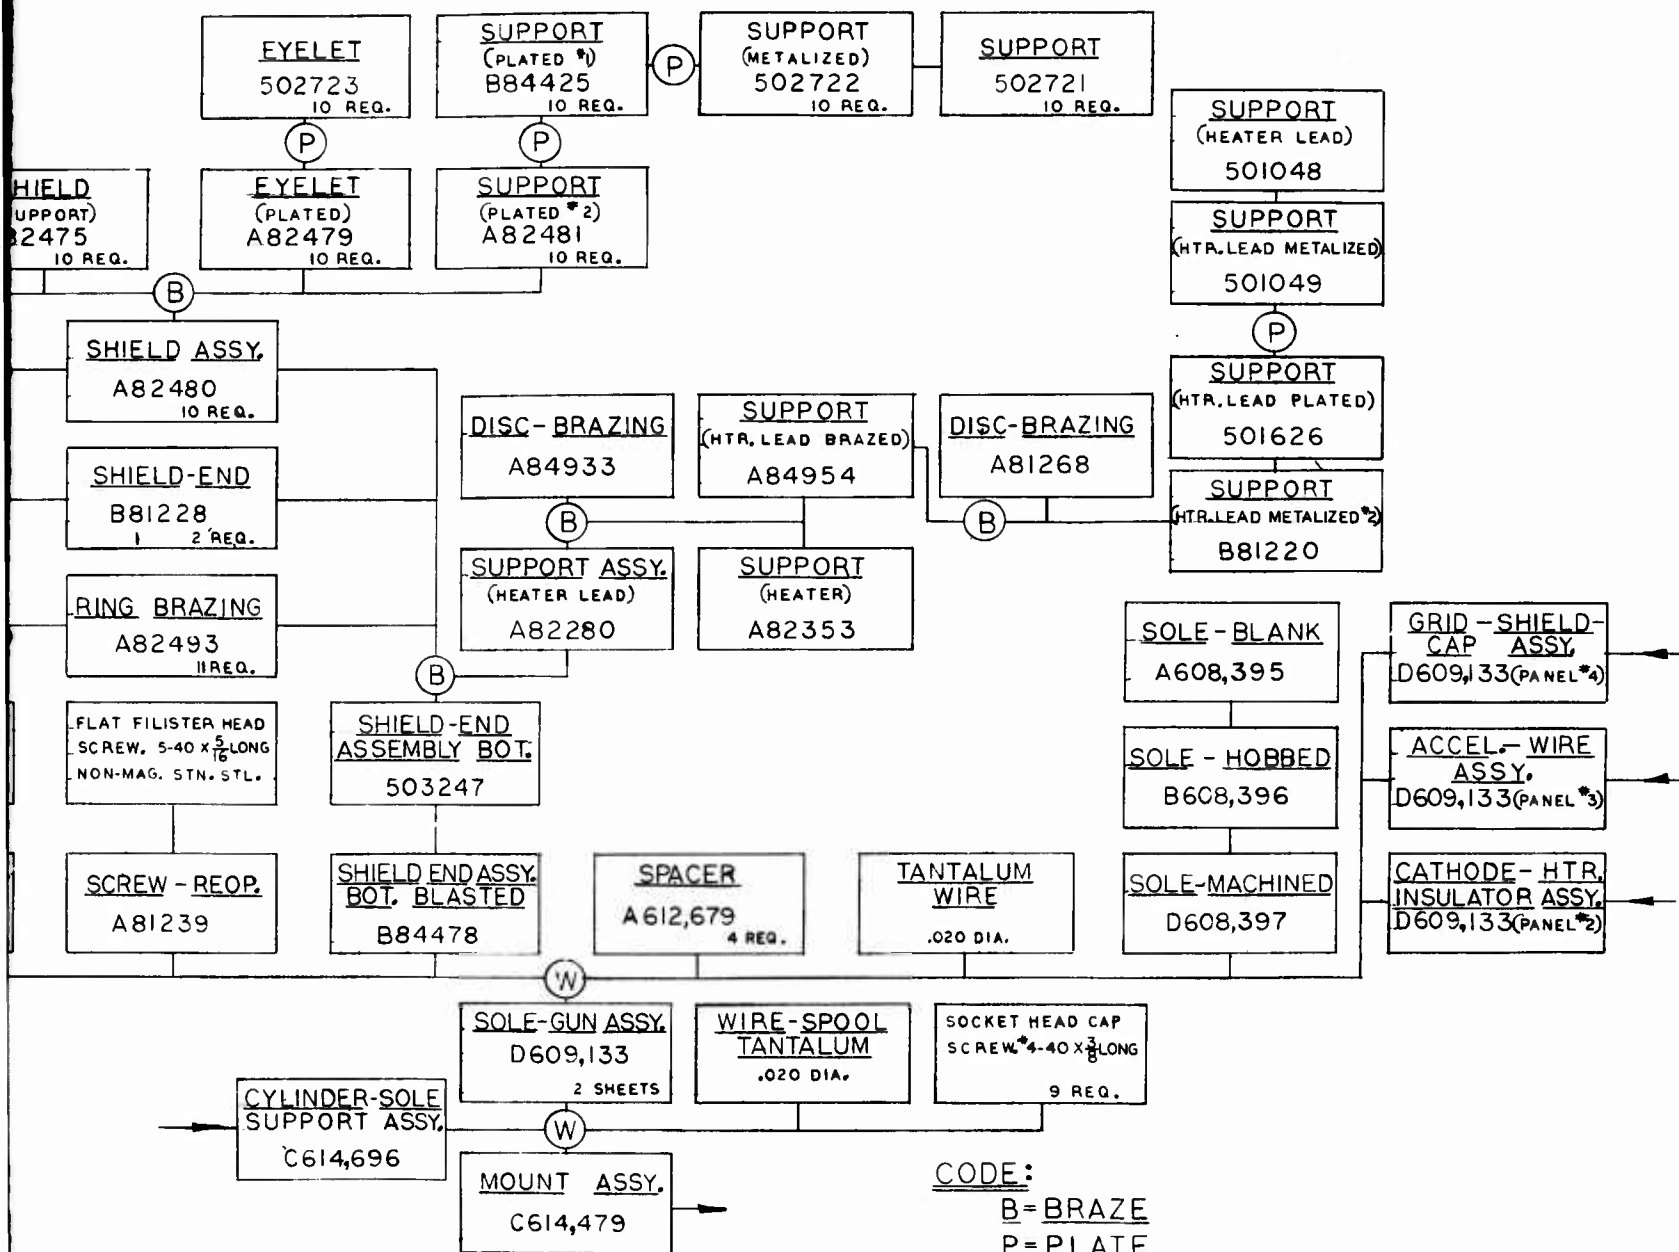 EYELET
502723
10 REQ.
SUPPORT
(PLATED #1)
B84425
10 REQ.
P
SUPPORT
(METALIZED)
502722
10 REQ.
SUPPORT
502721
10 REQ.
P
P
SUPPORT
(HEATER LEAD)
501048
HIELD
UPPORT)
82475
10 REQ.
EYELET
(PLATED)
A82479
10 REQ.
SUPPORT
(PLATED #2)
A82481
10 REQ.
SUPPORT
(HTR. LEAD METALIZED)
501049
B
P
SHIELD ASSY.
A82480
10 REQ.
SUPPORT
(HTR. LEAD PLATED)
501626
DISC-BRAZING
A84933
SUPPORT
(HTR. LEAD BRAZED)
A84954
DISC-BRAZING
A81268
SHIELD-END
B81228
1 2 REQ.
B
B
SUPPORT
(HTR. LEAD METALIZED #2)
B81220
SUPPORT ASSY.
(HEATER LEAD)
A82280
SUPPORT
(HEATER)
A82353
RING BRAZING
A82493
11 REQ.
SOLE-BLANK
A608,395
GRID-SHIELD-
CAP ASSY.
D609,133 (PANEL #4)
B
FLAT FILISTER HEAD
SCREW. 5-40 X 5/16 LONG
NON-MAG. STN. STL.
SHIELD-END
ASSEMBLY BOT.
503247
SOLE-HOBBED
B608,396
ACCEL.-WIRE
ASSY.
D609,133 (PANEL #3)
SCREW-REOP.
A81239
SHIELD END ASSY.
BOT. BLASTED
B84478
SPACER
A612,679
4 REQ.
TANTALUM
WIRE
.020 DIA.
SOLE-MACHINED
D608,397
CATHODE-HTR.
INSULATOR ASSY.
D609,133 (PANEL #2)
W
SOLE-GUN ASSY.
D609,133
2 SHEETS
WIRE-SPOOL
TANTALUM
.020 DIA.
SOCKET HEAD CAP
SCREW. #4-40 X 3/8 LONG
9 REQ.
CYLINDER-SOLE
SUPPORT ASSY.
C614,696
W
MOUNT ASSY.
C614,479
CODE:
B=BRAZE
P=PLATE